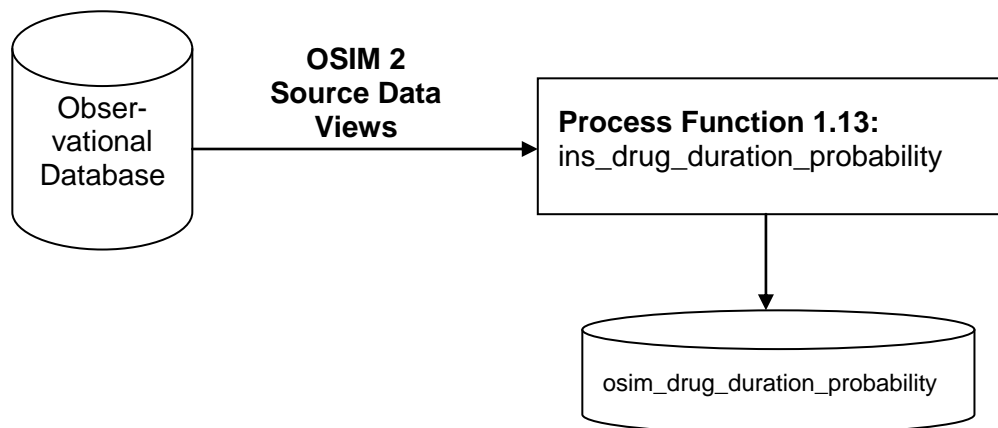 Obser-
vational
Database
OSIM 2
Source Data
Views
Process Function 1.13:
ins_drug_duration_probability
osim_drug_duration_probability